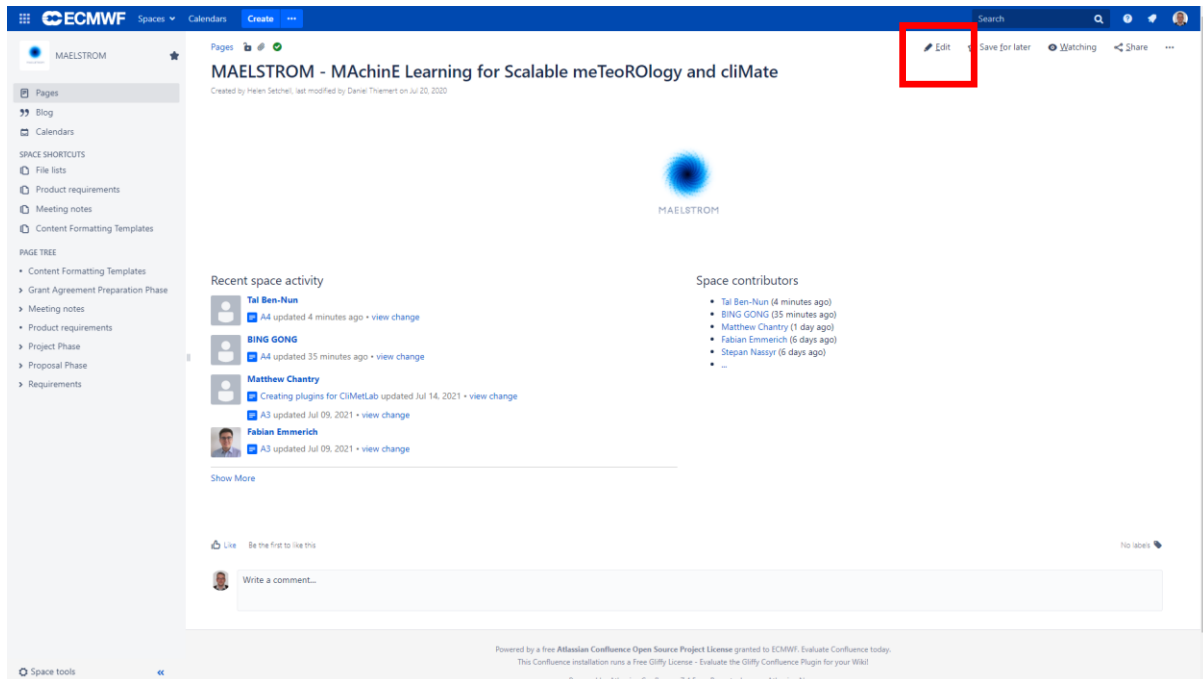 ECMWF Spaces Calendars Create ··· Search
MAELSTROM
Pages
Blog
Calendars
SPACE SHORTCUTS
File lists
Product requirements
Meeting notes
Content Formatting Templates
PAGE TREE
Content Formatting Templates
Grant Agreement Preparation Phase
Meeting notes
Product requirements
Project Phase
Proposal Phase
Requirements
Space tools
Pages
Edit Save for later Watching Share ···
MAELSTROM - MAchinE Learning for Scalable meTeoROlogy and cliMate
Created by Helen Setchell, last modified by Daniel Thiemert on Jul 20, 2020
MAELSTROM
Recent space activity
Tal Ben-Nun
A4 updated 4 minutes ago • view change
BING GONG
A4 updated 35 minutes ago • view change
Matthew Chantry
Creating plugins for CliMetLab updated Jul 14, 2021 • view change
A3 updated Jul 09, 2021 • view change
Fabian Emmerich
A3 updated Jul 09, 2021 • view change
Show More
Space contributors
Tal Ben-Nun (4 minutes ago)
BING GONG (35 minutes ago)
Matthew Chantry (1 day ago)
Fabian Emmerich (6 days ago)
Stepan Nassyr (6 days ago)
...
Like Be the first to like this
No labels
Write a comment...
Powered by a free Atlassian Confluence Open Source Project License granted to ECMWF. Evaluate Confluence today.
This Confluence installation runs a Free Gliffy License - Evaluate the Gliffy Confluence Plugin for your Wiki!